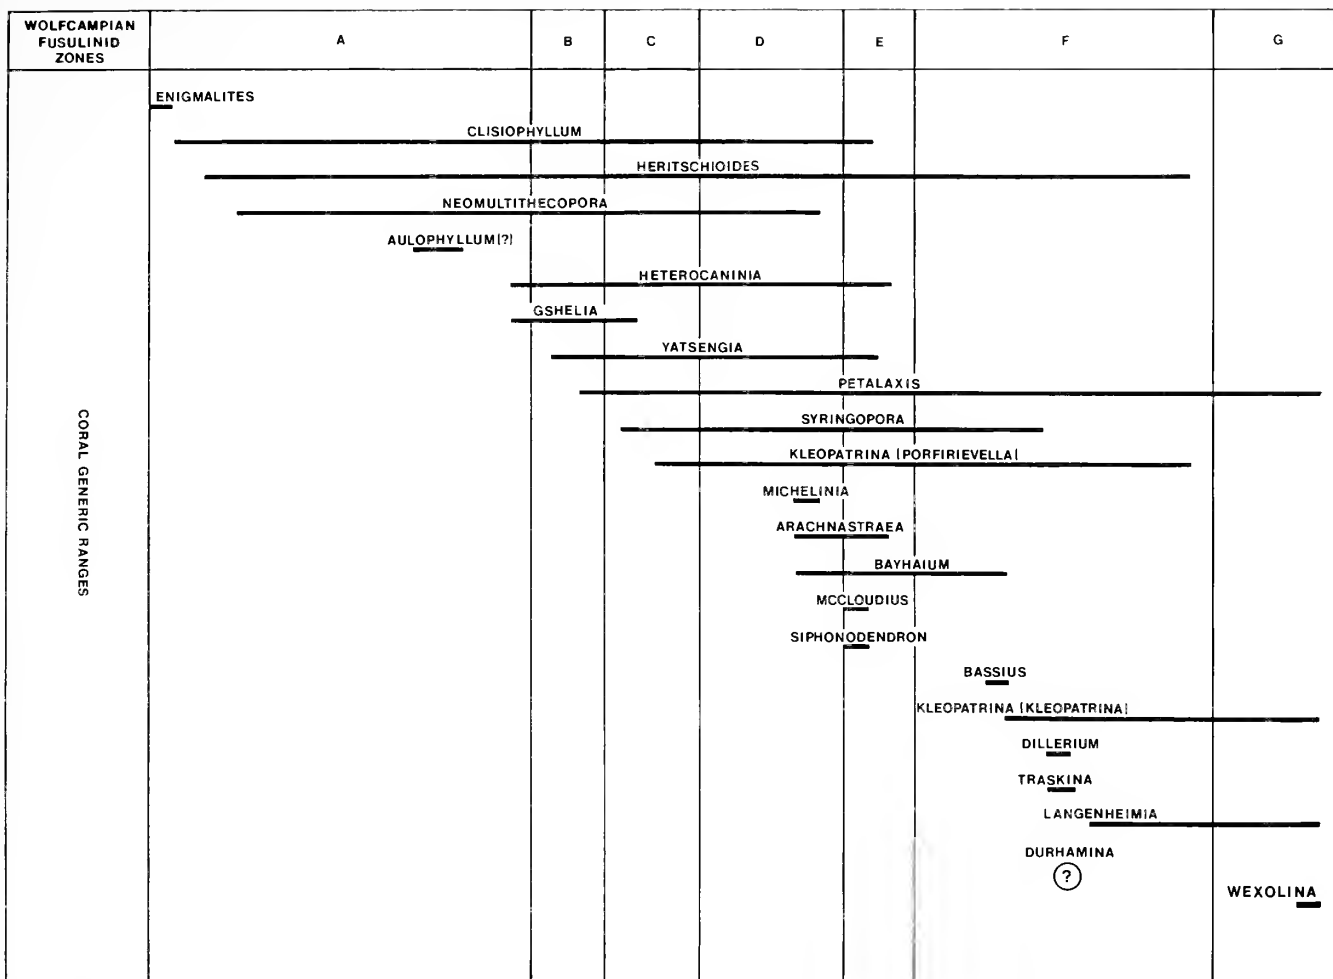 WOLFCAMPIAN
FUSULINID
ZONES
A
B
C
D
E
F
G
CORAL GENERIC RANGES
ENIGMALITES
CLISIOPHYLLUM
HERITSCHIOIDES
NEOMULTITHECOPORA
AULOPHYLLUM(?)
HETEROCANINIA
GSHELIA
YATSENGIA
PETALAXIS
SYRINGOPORA
KLEOPATRINA (PORFIRIEVELLA)
MICHELINIA
ARACHNASTRAEA
BAYHAIUM
MCCLOUDIUS
SIPHONODENDRON
BASSIUS
KLEOPATRINA (KLEOPATRINA)
DILLERIUM
TRASKINA
LANGENHEIMIA
DURHAMINA
?
WEXOLINA